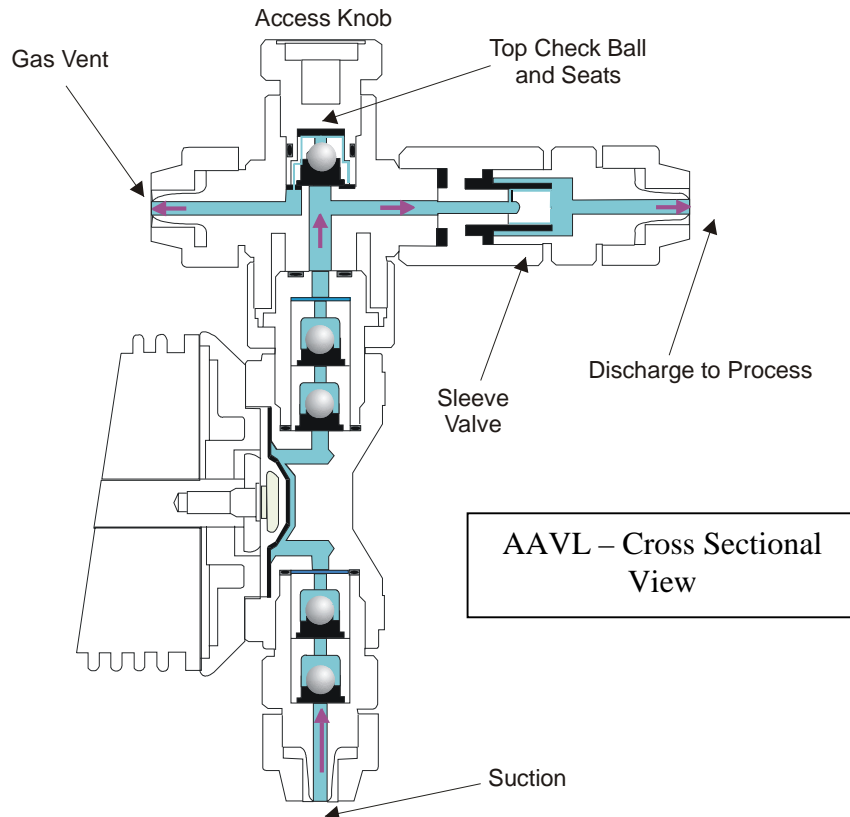 Access Knob
Gas Vent
Top Check Ball
and Seats
Discharge to Process
Sleeve
Valve
AAVL – Cross Sectional
View
Suction